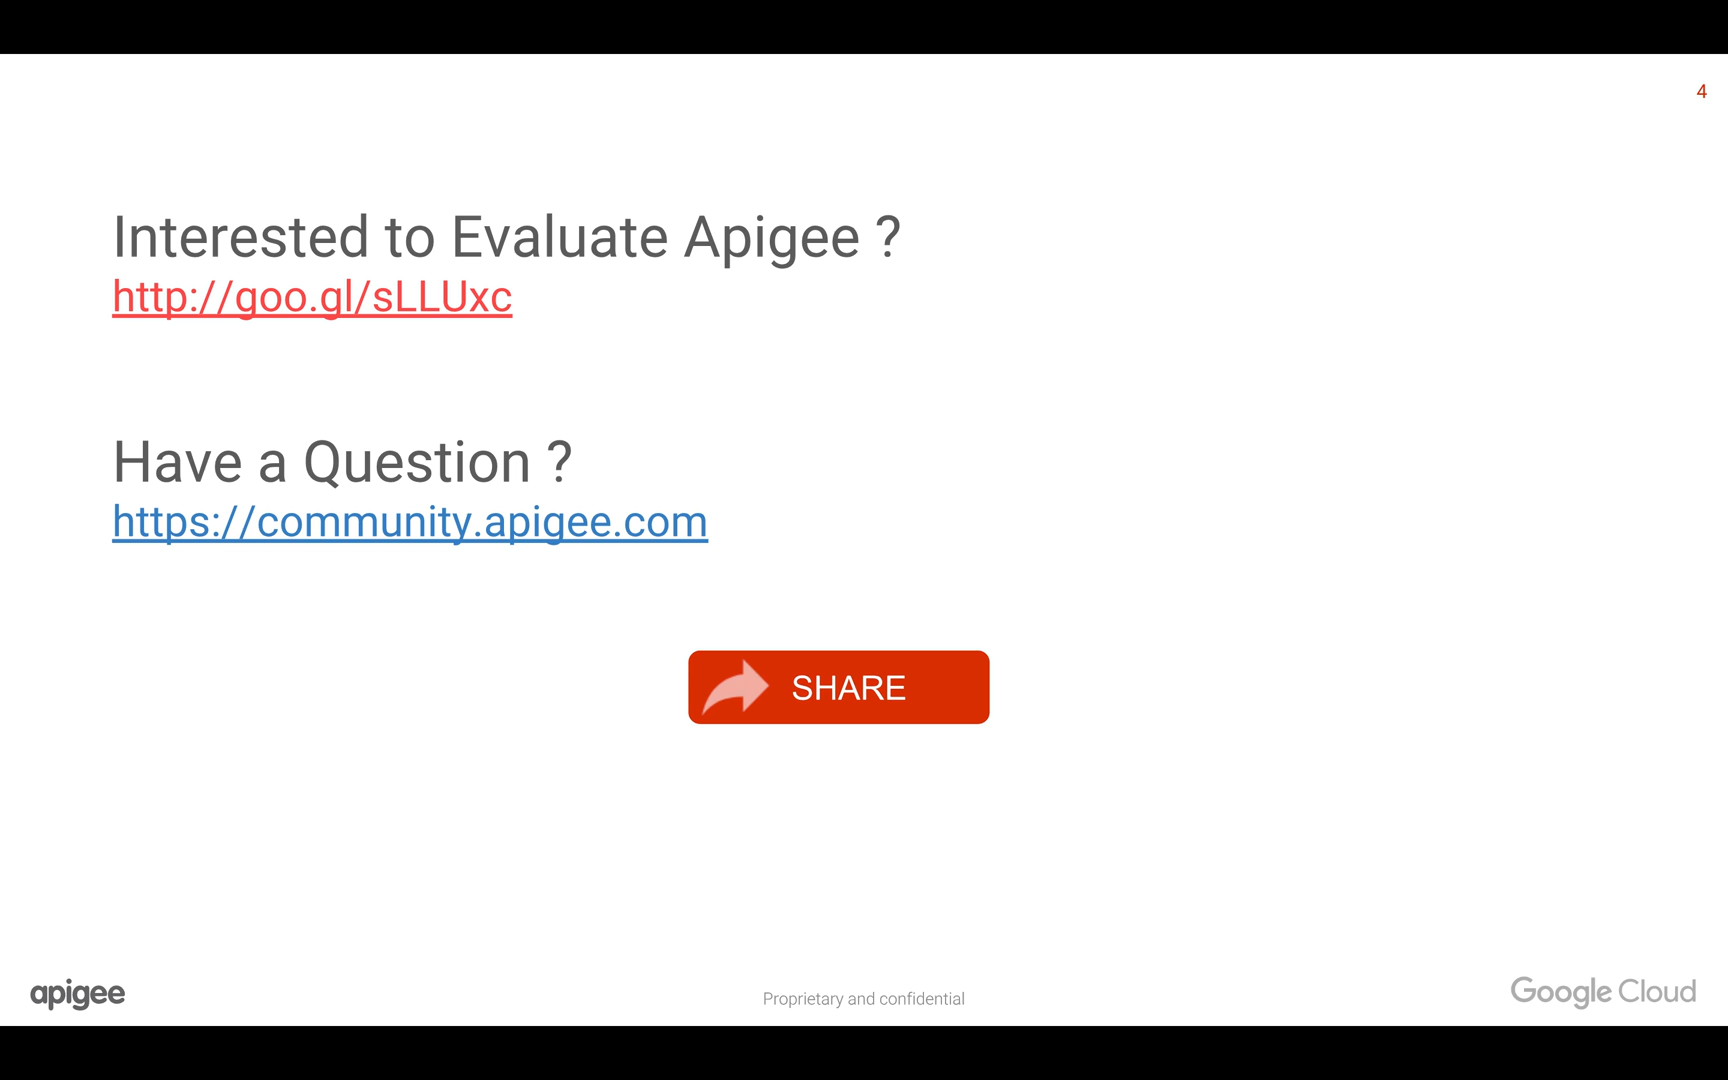 4
Interested to Evaluate Apigee ?
http://goo.gl/sLLUxc
Have a Question ?
https://community.apigee.com
SHARE
apigee
Proprietary and confidential
Google Cloud